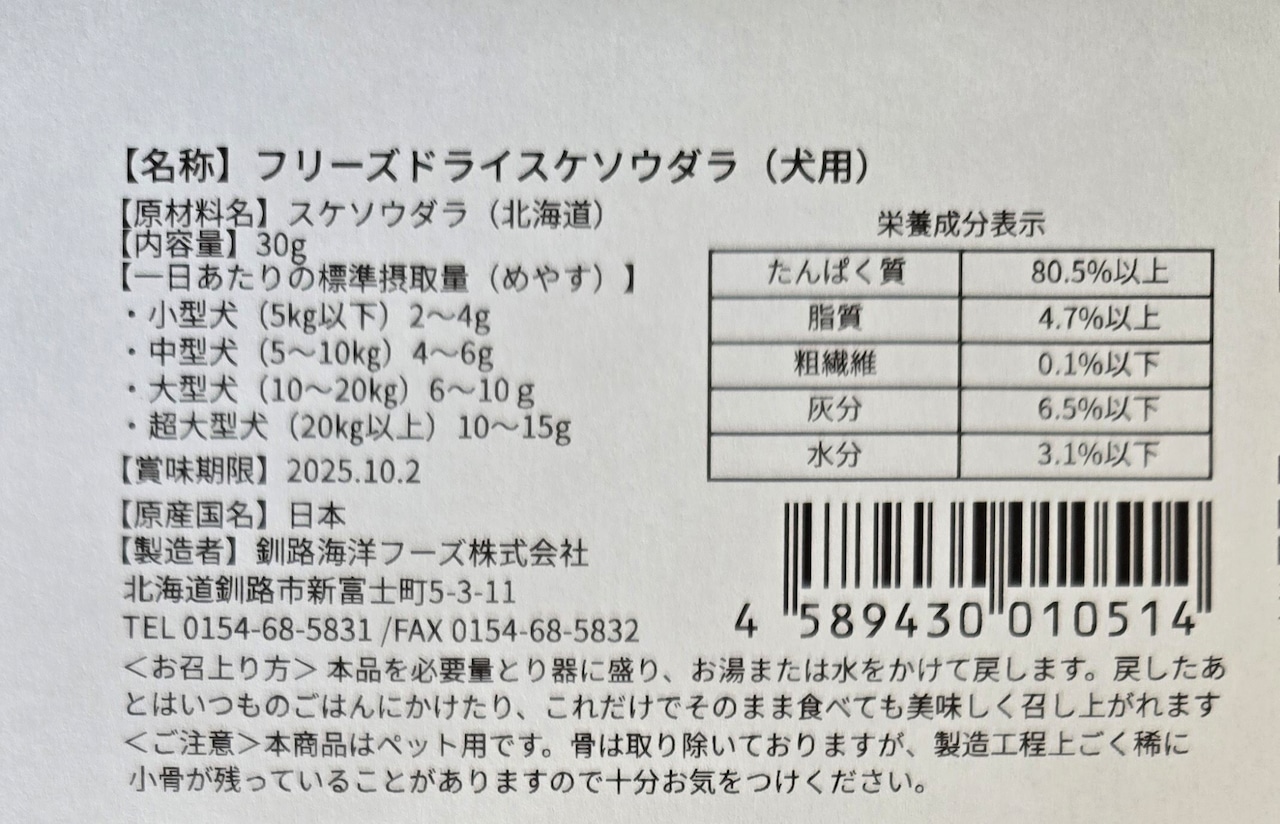 【名称】フリーズドライスケソウダラ（犬用）
【原材料名】スケソウダラ（北海道）
【内容量】30g
【一日あたりの標準摂取量（めやす）】
・小型犬（5kg以下）2～4g
・中型犬（5～10kg）4～6g
・大型犬（10～20kg）6～10ｇ
・超大型犬（20kg以上）10～15g
【賞味期限】2025.10.2
【原産国名】日本
【製造者】釧路海洋フーズ株式会社
北海道釧路市新富士町5-3-11
TEL 0154-68-5831 /FAX 0154-68-5832
栄養成分表示
たんぱく質 80.5%以上
脂質 4.7%以上
粗繊維 0.1%以下
灰分 6.5%以下
水分 3.1%以下
4 589430 010514
＜お召上り方＞本品を必要量とり器に盛り、お湯または水をかけて戻します。戻したあ
とはいつものごはんにかけたり、これだけでそのまま食べても美味しく召し上がれます
＜ご注意＞本商品はペット用です。骨は取り除いておりますが、製造工程上ごく稀に
小骨が残っていることがありますので十分お気をつけください。